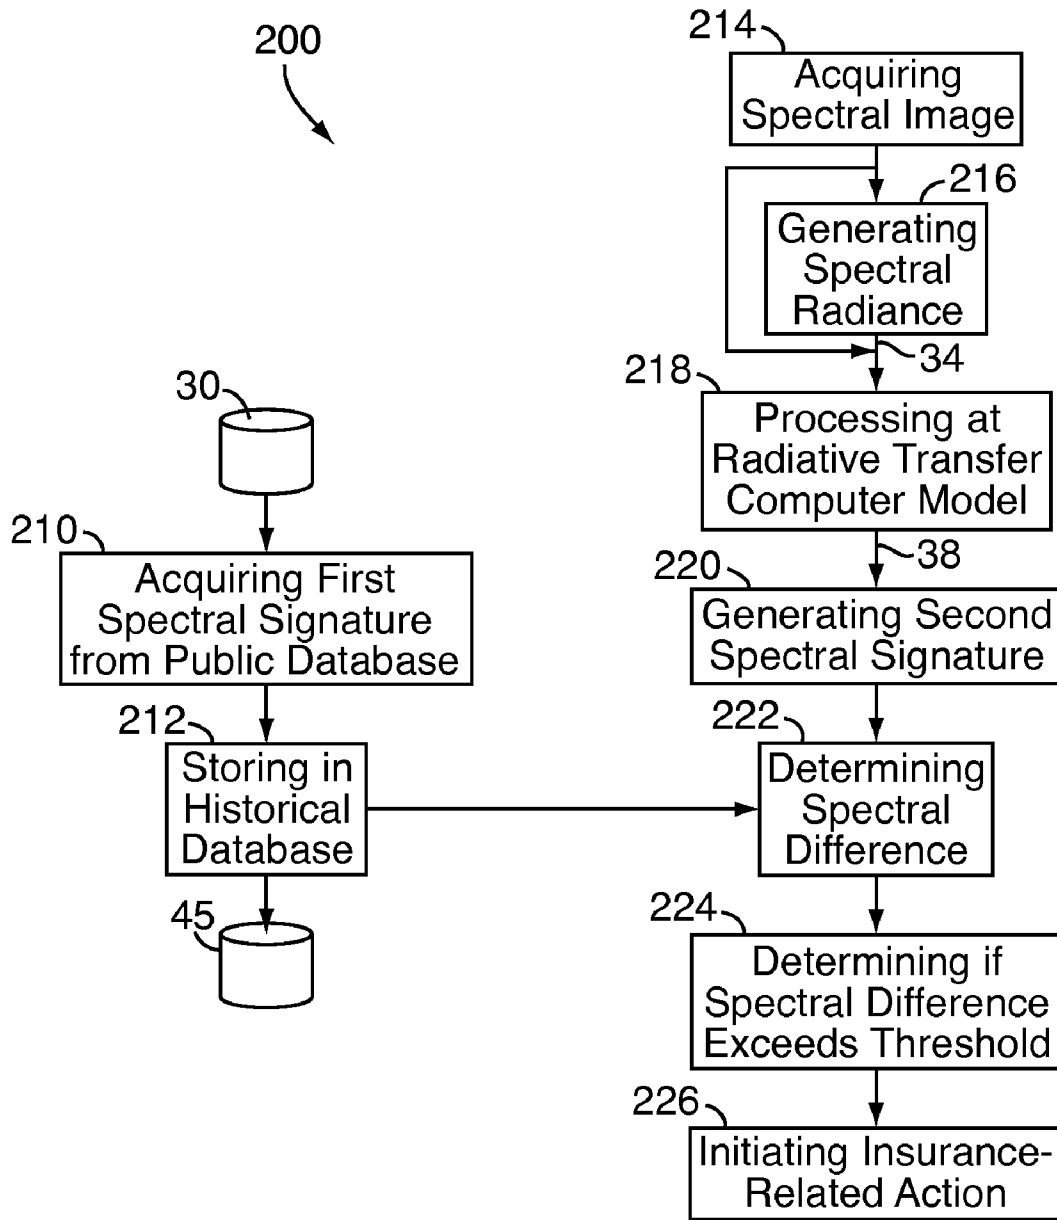 200
30
210
Acquiring First
Spectral Signature
from Public Database
212
Storing in
Historical
Database
45
214
Acquiring
Spectral Image
216
Generating
Spectral
Radiance
34
218
Processing at
Radiative Transfer
Computer Model
38
220
Generating Second
Spectral Signature
222
Determining
Spectral
Difference
224
Determining if
Spectral Difference
Exceeds Threshold
226
Initiating Insurance-
Related Action